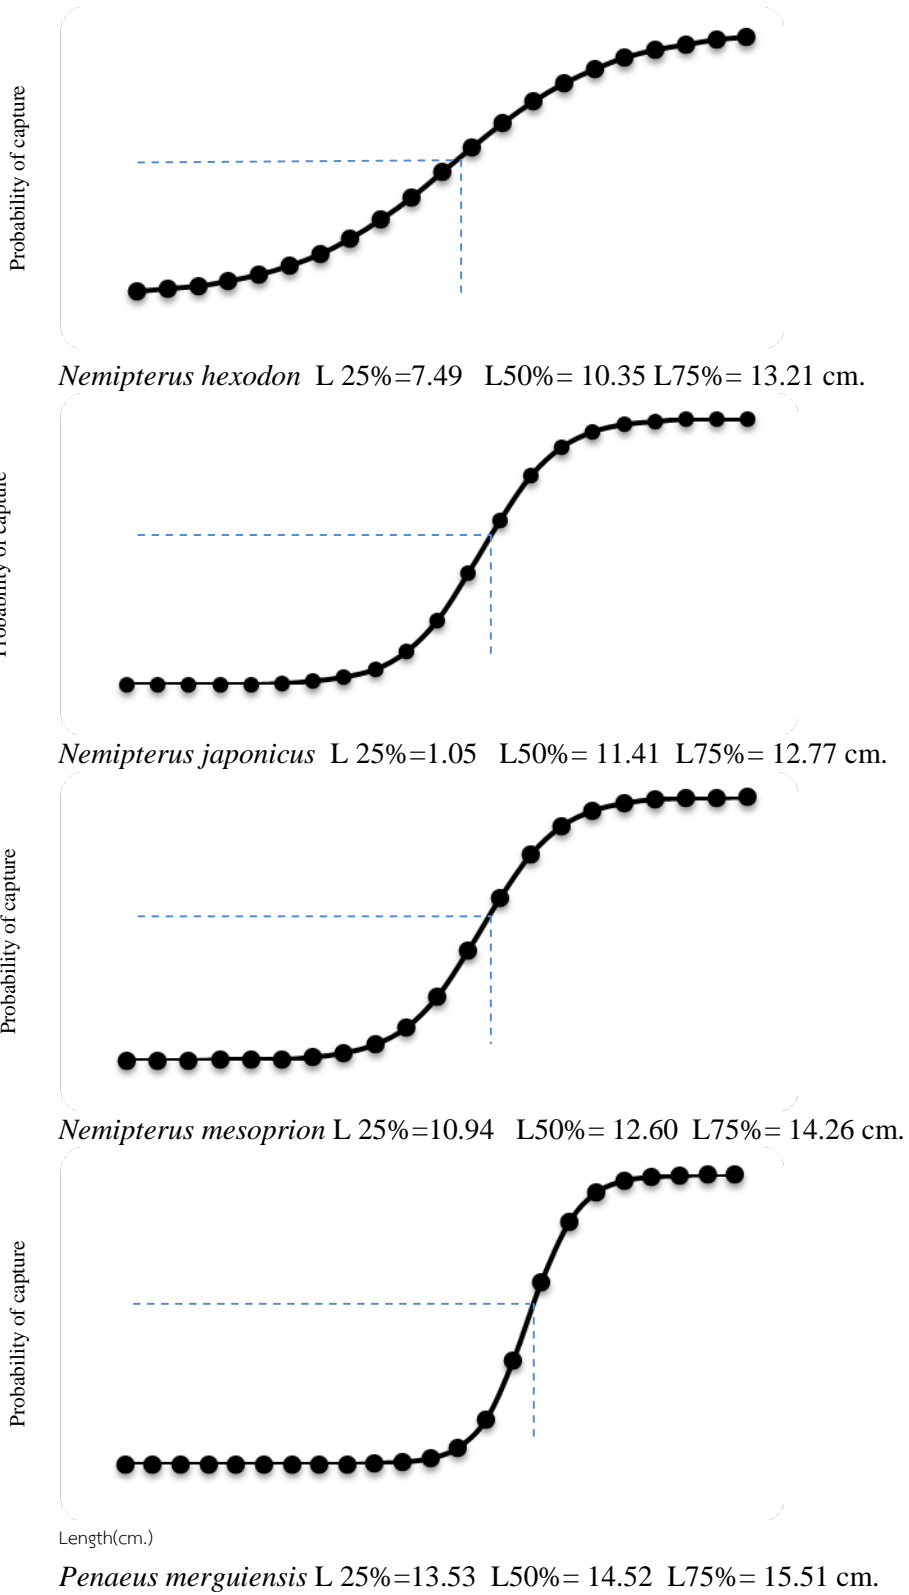 Probability of capture
Nemipterus hexodon L 25%=7.49 L50%= 10.35 L75%= 13.21 cm.
Probability of capture
Nemipterus japonicus L 25%=1.05 L50%= 11.41 L75%= 12.77 cm.
Probability of capture
Nemipterus mesoprion L 25%=10.94 L50%= 12.60 L75%= 14.26 cm.
Probability of capture
Length(cm.)
Penaeus merguiensis L 25%=13.53 L50%= 14.52 L75%= 15.51 cm.